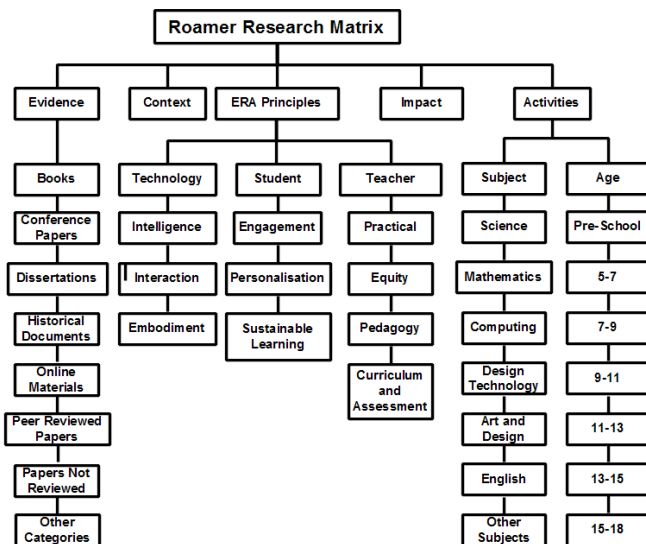 Roamer Research Matrix
Evidence
Context
ERA Principles
Impact
Activities
Books
Technology
Student
Teacher
Subject
Age
Conference
Papers
Intelligence
Engagement
Practical
Science
Pre-School
Dissertations
Interaction
Personalisation
Equity
Mathematics
5-7
Historical
Documents
Embodiment
Sustainable
Learning
Pedagogy
Computing
7-9
Online
Materials
Curriculum
and
Assessment
Design
Technology
9-11
Peer Reviewed
Papers
Art and
Design
11-13
Papers Not
Reviewed
English
13-15
Other
Categories
Other
Subjects
15-18